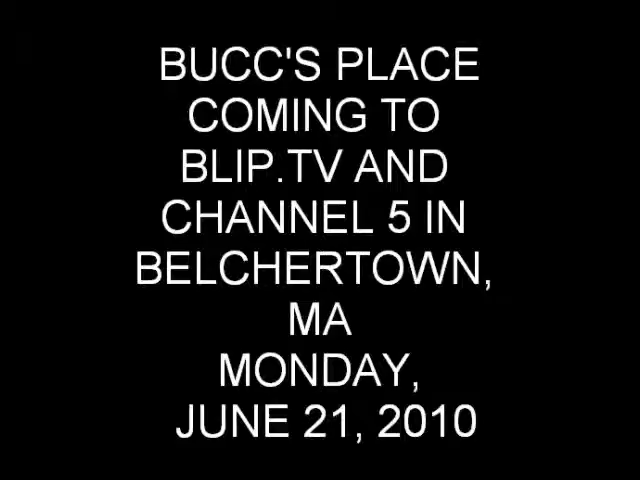 BUCC'S PLACE
COMING TO
BLIP.TV AND
CHANNEL 5 IN
BELCHERTOWN,
MA
MONDAY,
JUNE 21, 2010